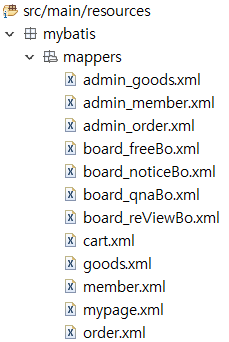 src/main/resources
mybatis
mappers
admin_goods.xml
admin_member.xml
admin_order.xml
board_freeBo.xml
board_noticeBo.xml
board_qnaBo.xml
board_reViewBo.xml
cart.xml
goods.xml
member.xml
mypage.xml
order.xml